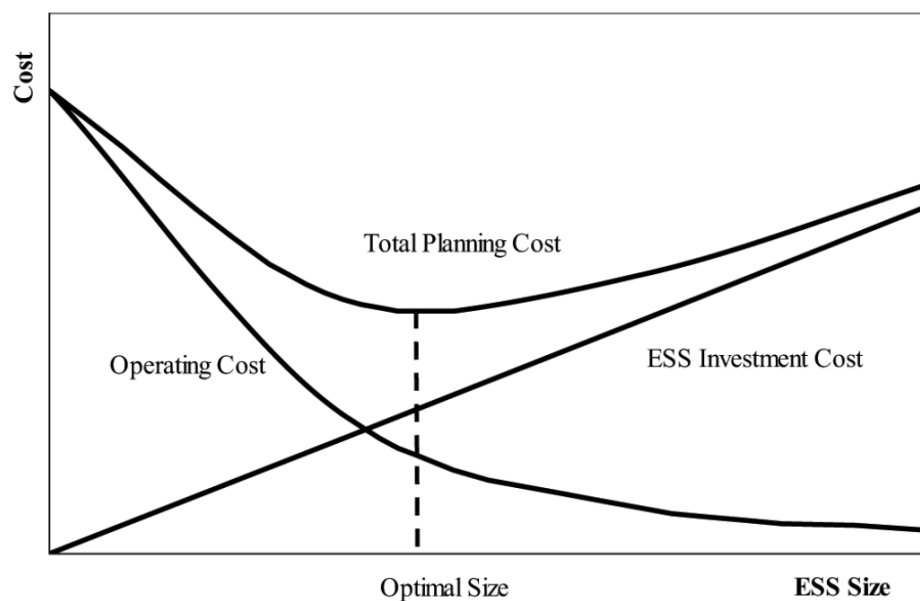 Cost
Total Planning Cost
Operating Cost
ESS Investment Cost
Optimal Size
ESS Size